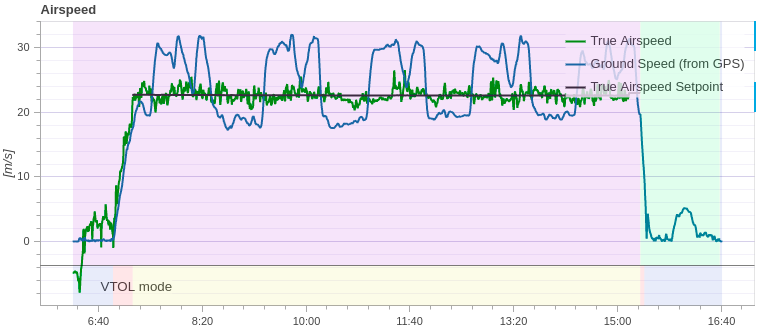 Airspeed
True Airspeed
Ground Speed (from GPS)
True Airspeed Setpoint
[m/s]
30
20
10
0
VTOL mode
6:40
8:20
10:00
11:40
13:20
15:00
16:40